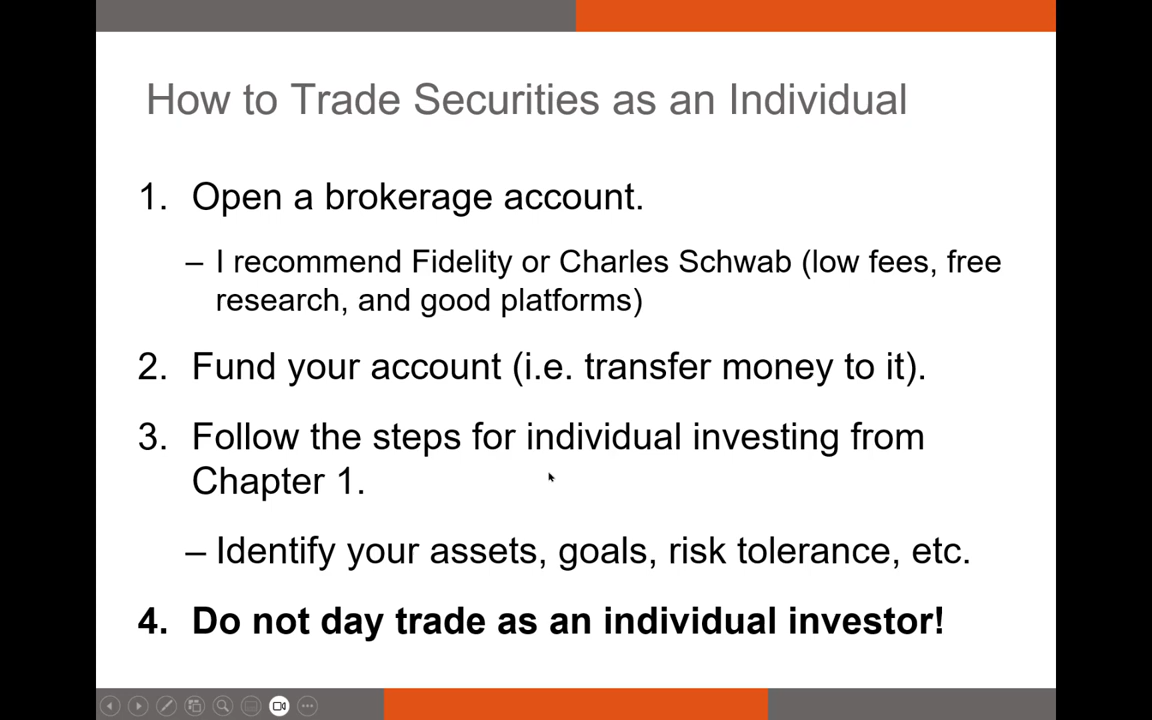 How to Trade Securities as an Individual
1. Open a brokerage account.
– I recommend Fidelity or Charles Schwab (low fees, free
research, and good platforms)
2. Fund your account (i.e. transfer money to it).
3. Follow the steps for individual investing from
Chapter 1.
– Identify your assets, goals, risk tolerance, etc.
4. Do not day trade as an individual investor!